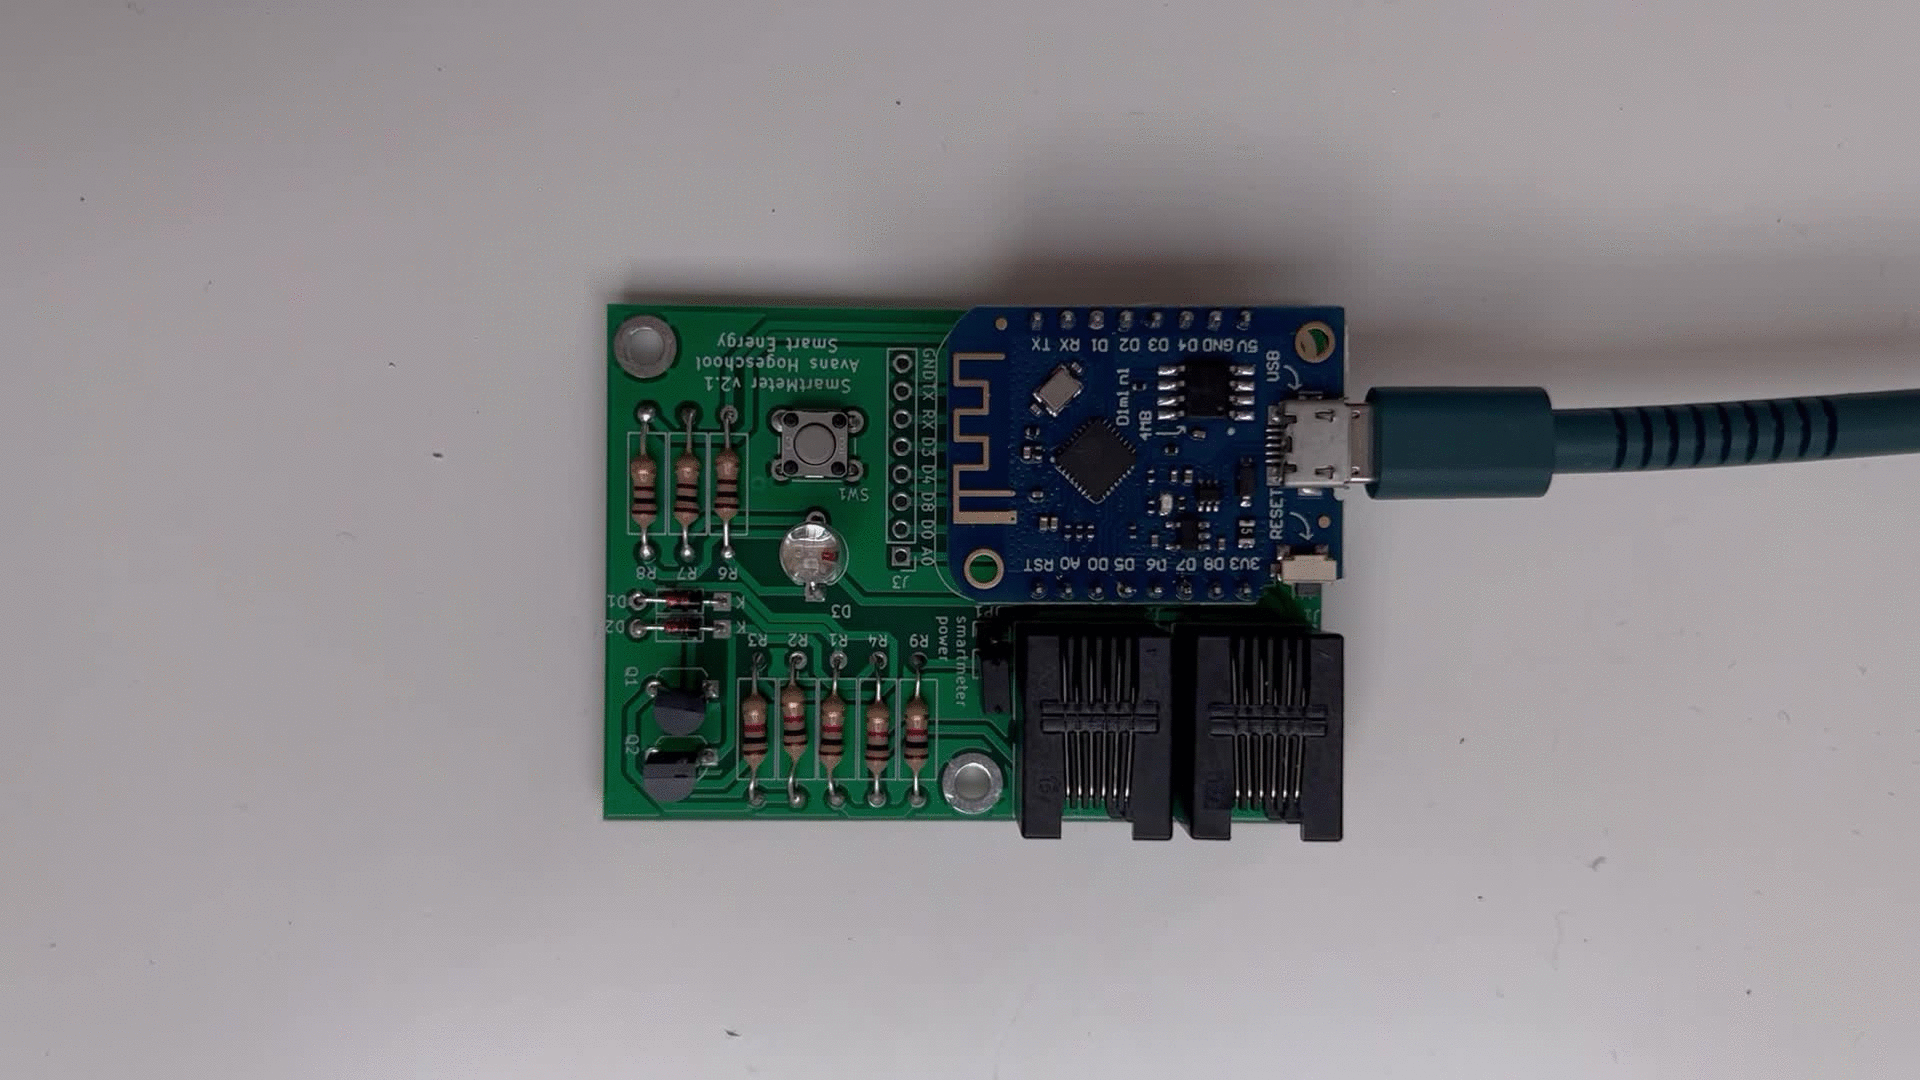 SmartMeter v2.1
Avans Hogeschool
Smart Energy
GND
TX
RX
D3
D4
D8
D0
A0
J3
SW1
D3
R8
R7
R6
D1
K
D2
K
Q1
Q2
R3
R2
R1
R4
R9
JP1
smartmeter
power
TX
RX
D1
D2
D3
D4
GND
5V
D1mini
4MB
USB
RESET
RST
A0
D0
D5
D6
D7
D8
3V3